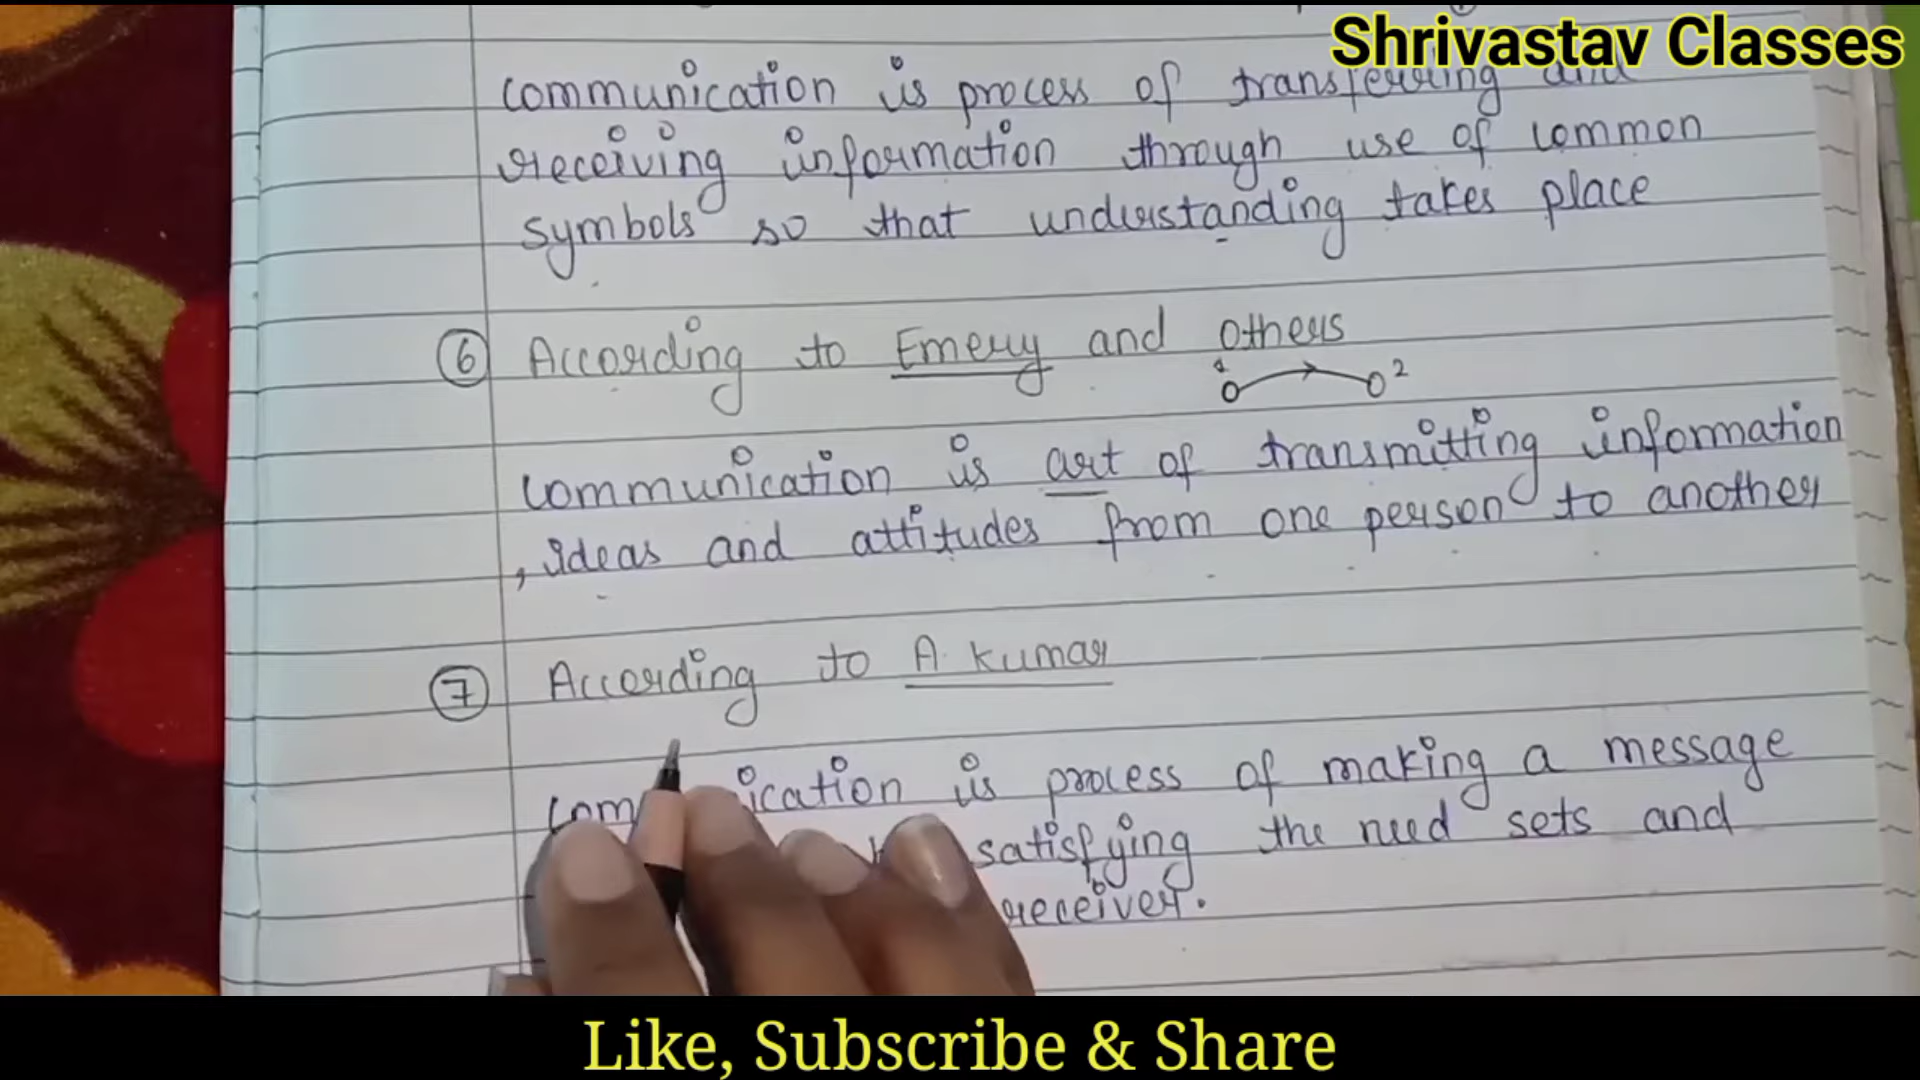 Shrivastav Classes
communication is process of transferring and
receiving information through use of common
symbols so that understanding takes place
6 According to Emery and others
1 2
communication is art of transmitting information
, ideas and attitudes from one person to another
7 According to A. Kumar
is process of making a message
satisfying the need sets and
receiver.
Like, Subscribe & Share